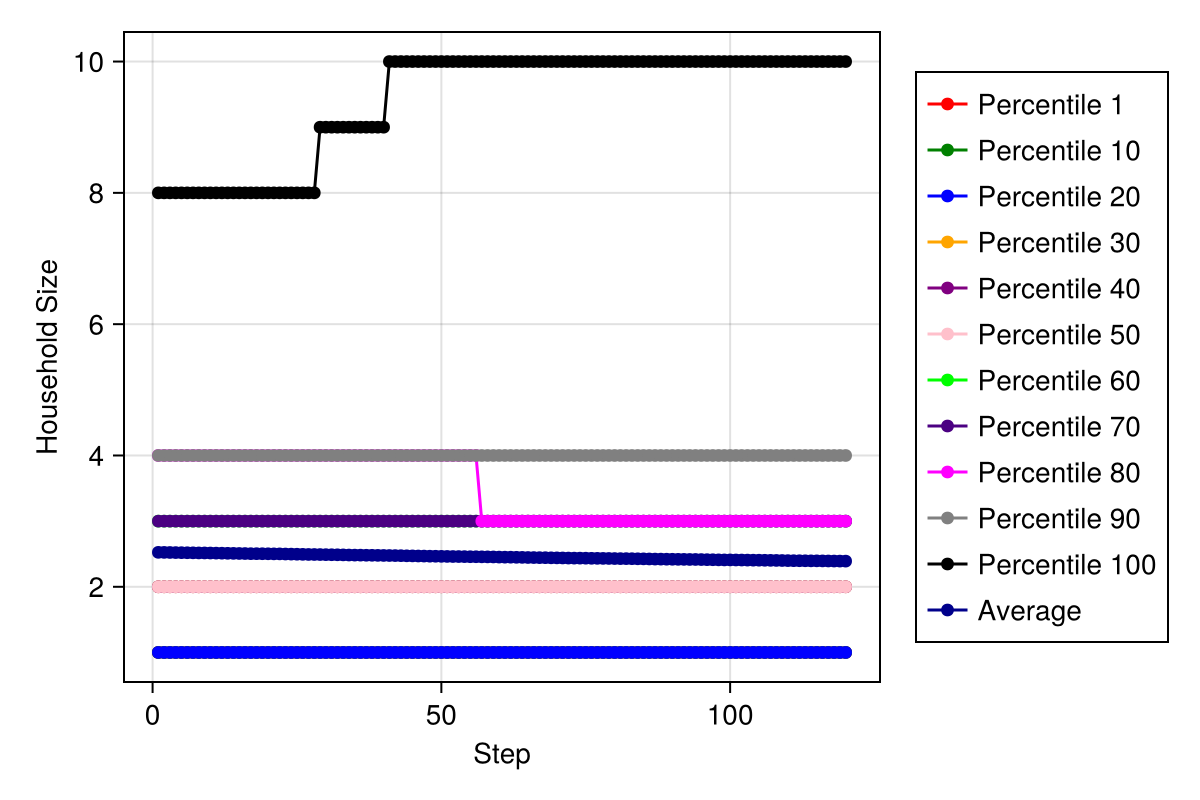 10
8
6
4
2
Household Size
0
50
100
Step
Percentile 1
Percentile 10
Percentile 20
Percentile 30
Percentile 40
Percentile 50
Percentile 60
Percentile 70
Percentile 80
Percentile 90
Percentile 100
Average